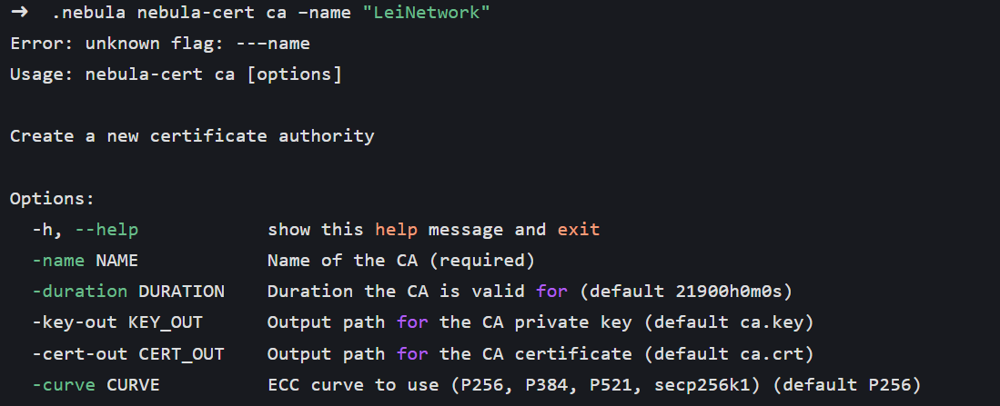 ➜  .nebula nebula-cert ca –name "LeiNetwork"
Error: unknown flag: --–name
Usage: nebula-cert ca [options]

Create a new certificate authority

Options:
  -h, --help            show this help message and exit
  -name NAME            Name of the CA (required)
  -duration DURATION    Duration the CA is valid for (default 21900h0m0s)
  -key-out KEY_OUT      Output path for the CA private key (default ca.key)
  -cert-out CERT_OUT    Output path for the CA certificate (default ca.crt)
  -curve CURVE          ECC curve to use (P256, P384, P521, secp256k1) (default P256)